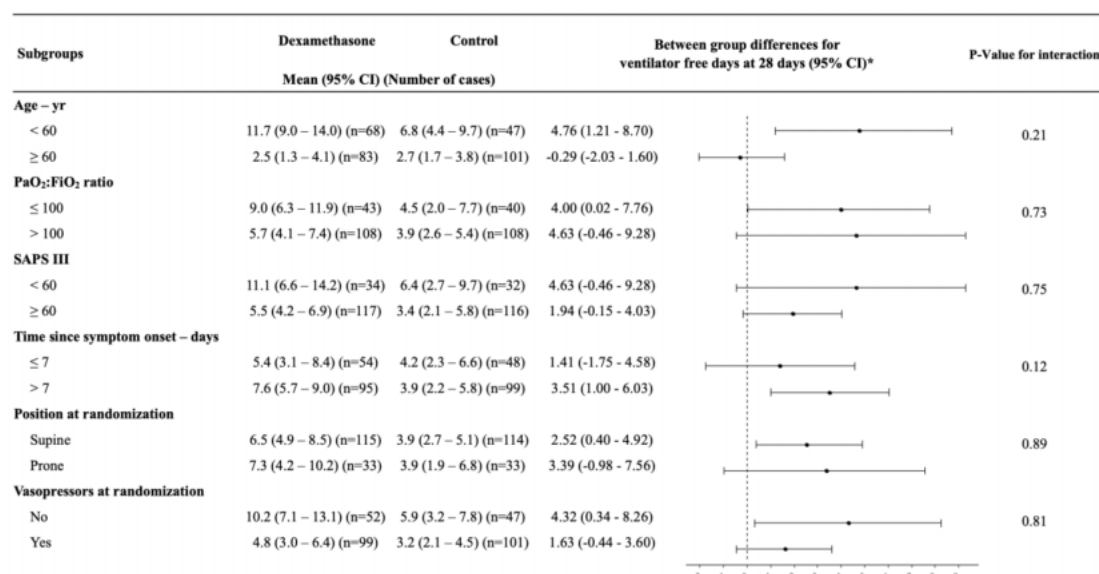 Subgroups Dexamethasone Control Between group differences for ventilator free days at 28 days (95% CI)* P-Value for interaction
Mean (95% CI) (Number of cases)
Age – yr
< 60 11.7 (9.0 – 14.0) (n=68) 6.8 (4.4 – 9.7) (n=47) 4.76 (1.21 - 8.70) 0.21
≥ 60 2.5 (1.3 – 4.1) (n=83) 2.7 (1.7 – 3.8) (n=101) -0.29 (-2.03 - 1.60)
PaO₂:FiO₂ ratio
≤ 100 9.0 (6.3 – 11.9) (n=43) 4.5 (2.0 – 7.7) (n=40) 4.00 (0.02 - 7.76) 0.73
> 100 5.7 (4.1 – 7.4) (n=108) 3.9 (2.6 – 5.4) (n=108) 4.63 (-0.46 - 9.28)
SAPS III
< 60 11.1 (6.6 – 14.2) (n=34) 6.4 (2.7 – 9.7) (n=32) 4.63 (-0.46 - 9.28) 0.75
≥ 60 5.5 (4.2 – 6.9) (n=117) 3.4 (2.1 – 5.8) (n=116) 1.94 (-0.15 - 4.03)
Time since symptom onset – days
≤ 7 5.4 (3.1 – 8.4) (n=54) 4.2 (2.3 – 6.6) (n=48) 1.41 (-1.75 - 4.58) 0.12
> 7 7.6 (5.7 – 9.0) (n=95) 3.9 (2.2 – 5.8) (n=99) 3.51 (1.00 - 6.03)
Position at randomization
Supine 6.5 (4.9 – 8.5) (n=115) 3.9 (2.7 – 5.1) (n=114) 2.52 (0.40 - 4.92) 0.89
Prone 7.3 (4.2 – 10.2) (n=33) 3.9 (1.9 – 6.8) (n=33) 3.39 (-0.98 - 7.56)
Vasopressors at randomization
No 10.2 (7.1 – 13.1) (n=52) 5.9 (3.2 – 7.8) (n=47) 4.32 (0.34 - 8.26) 0.81
Yes 4.8 (3.0 – 6.4) (n=99) 3.2 (2.1 – 4.5) (n=101) 1.63 (-0.44 - 3.60)